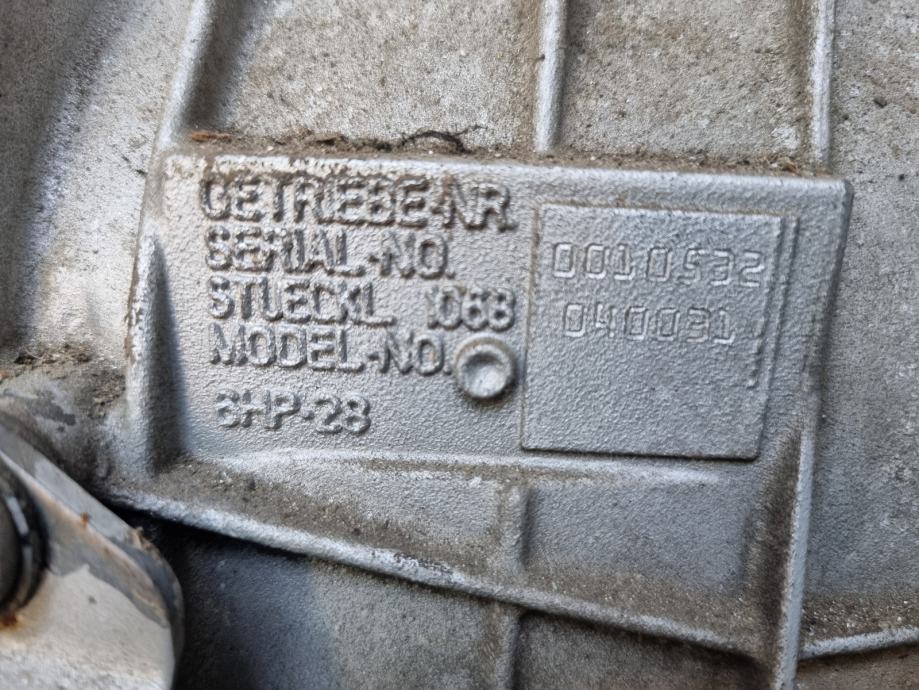 GETRIEBE-NR.
SERIAL-NO.
0010532
STUECKL. 1068
040031
MODEL-NO.
6HP-28